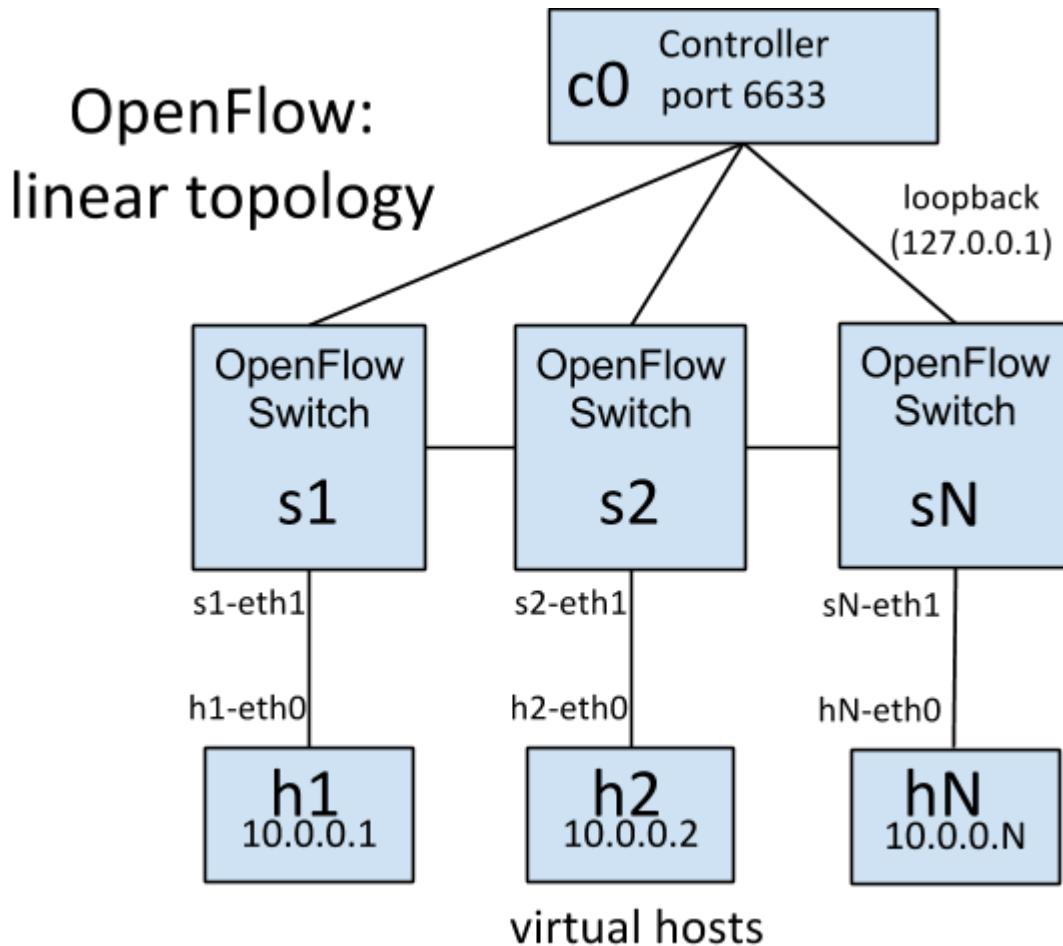 OpenFlow:
linear topology
c0
Controller
port 6633
loopback
(127.0.0.1)
OpenFlow
Switch
s1
OpenFlow
Switch
s2
OpenFlow
Switch
sN
s1-eth1
s2-eth1
sN-eth1
h1-eth0
h2-eth0
hN-eth0
h1
10.0.0.1
h2
10.0.0.2
hN
10.0.0.N
virtual hosts